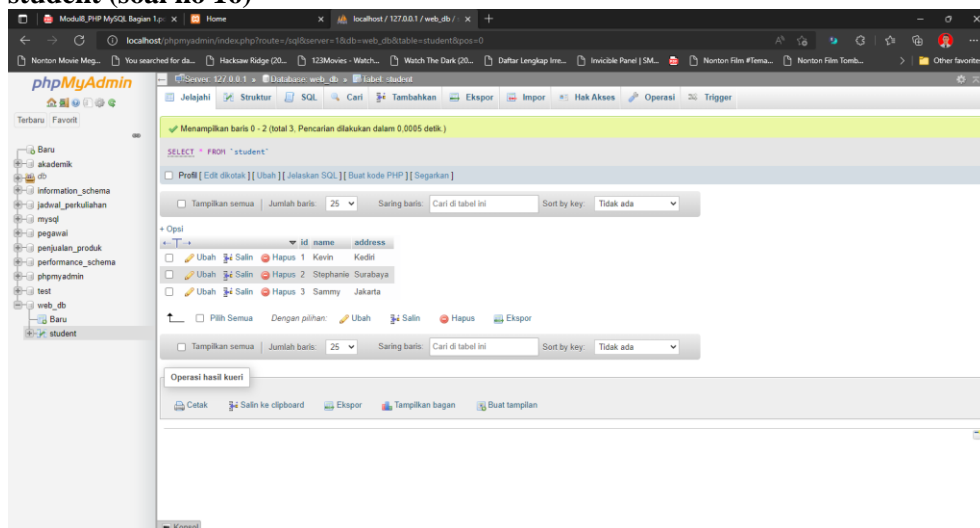 student (soal no 16)
Modul8_PHP MySQL Bagian 1.p
Home
localhost / 127.0.0.1 / web_db /
localhost/phpmyadmin/index.php?route=/sql&server=1&db=web_db&table=student&pos=0
Nonton Movie Meg...
You searched for da...
Hacksaw Ridge (20...
123Movies - Watch...
Watch The Dark (20...
Daftar Lengkap Irre...
Invicible Panel | SM...
Nonton Film #Tema...
Nonton Film Tomb...
Other favorites
phpMyAdmin
Terbaru Favorit
Baru
akademik
db
information_schema
jadwal_perkuliahan
mysql
pegawai
penjualan_produk
performance_schema
phpmyadmin
test
web_db
Baru
student
Server: 127.0.0.1 » Database: web_db » Tabel: student
Jelajahi Struktur SQL Cari Tambahkan Ekspor Impor Hak Akses Operasi Trigger
Menampilkan baris 0 - 2 (total 3, Pencarian dilakukan dalam 0,0005 detik.)
SELECT * FROM `student`
Profil [ Edit dikotak ] [ Ubah ] [ Jelaskan SQL ] [ Buat kode PHP ] [ Segarkan ]
Tampilkan semua | Jumlah baris: 25 Saring baris: Cari di tabel ini Sort by key: Tidak ada
+ Opsi
id name address
Ubah Salin Hapus 1 Kevin Kediri
Ubah Salin Hapus 2 Stephanie Surabaya
Ubah Salin Hapus 3 Sammy Jakarta
Pilih Semua Dengan pilihan: Ubah Salin Hapus Ekspor
Tampilkan semua | Jumlah baris: 25 Saring baris: Cari di tabel ini Sort by key: Tidak ada
Operasi hasil kueri
Cetak Salin ke clipboard Ekspor Tampilkan bagan Buat tampilan
Konsol